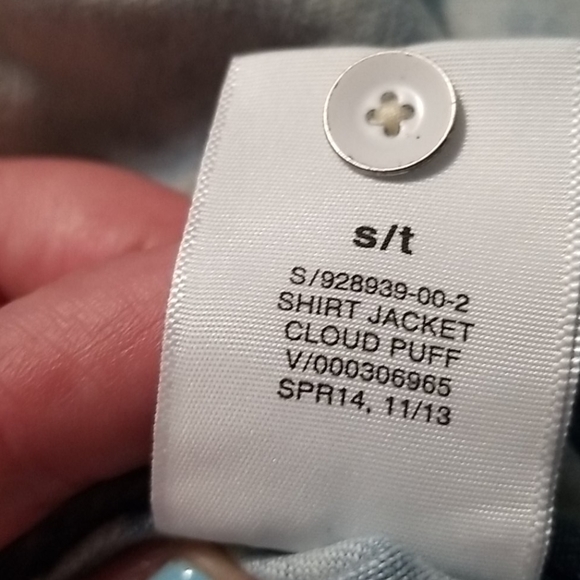 s/t
S/928939-00-2
SHIRT JACKET
CLOUD PUFF
V/000306965
SPR14, 11/13